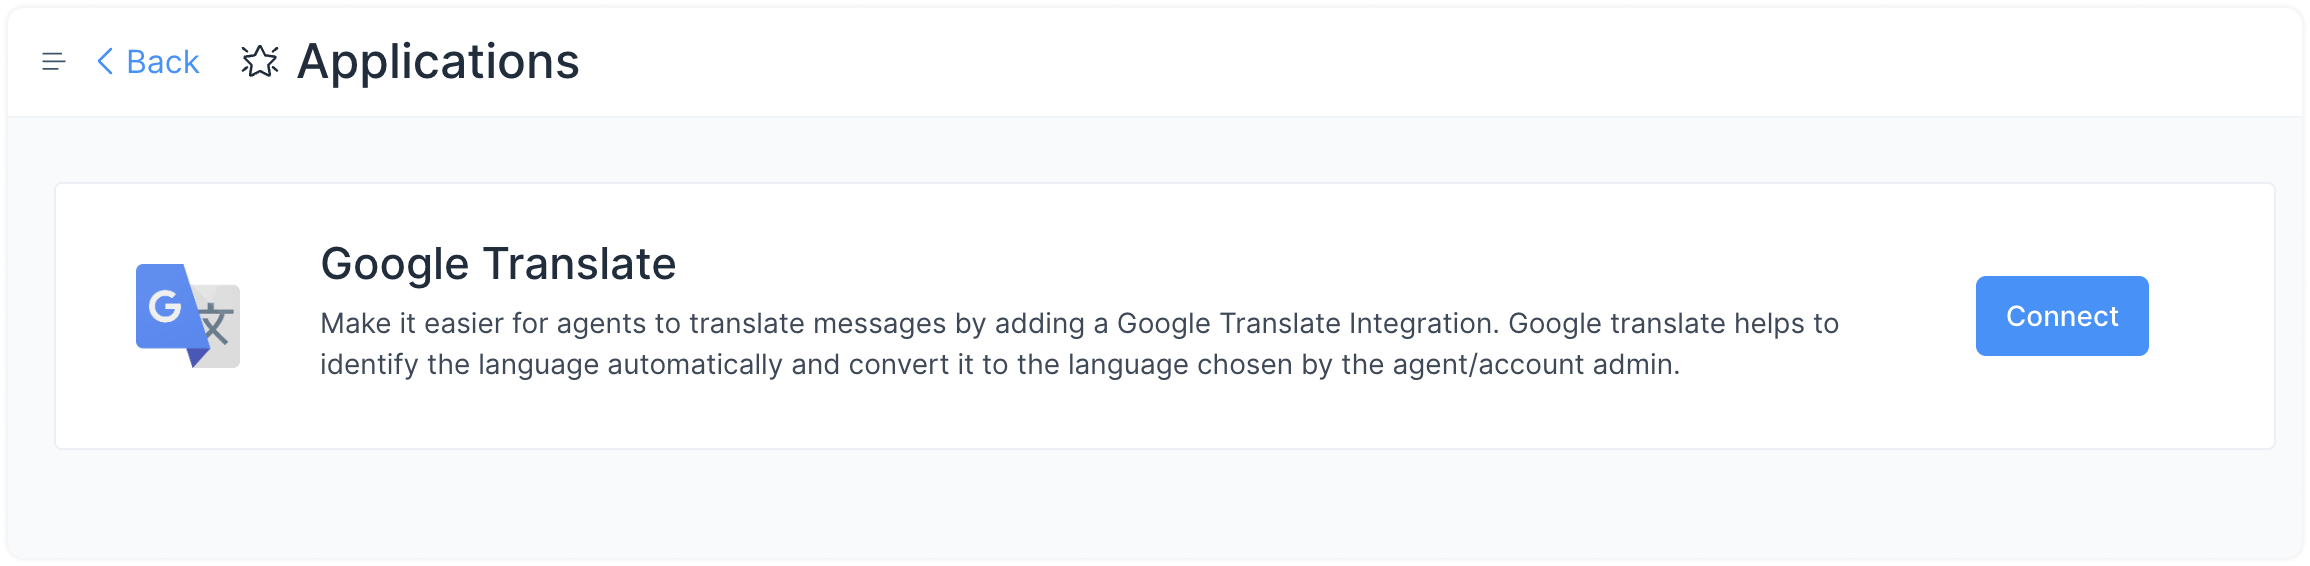 Back
Applications
Google Translate
Make it easier for agents to translate messages by adding a Google Translate Integration. Google translate helps to
identify the language automatically and convert it to the language chosen by the agent/account admin.
Connect
G
文